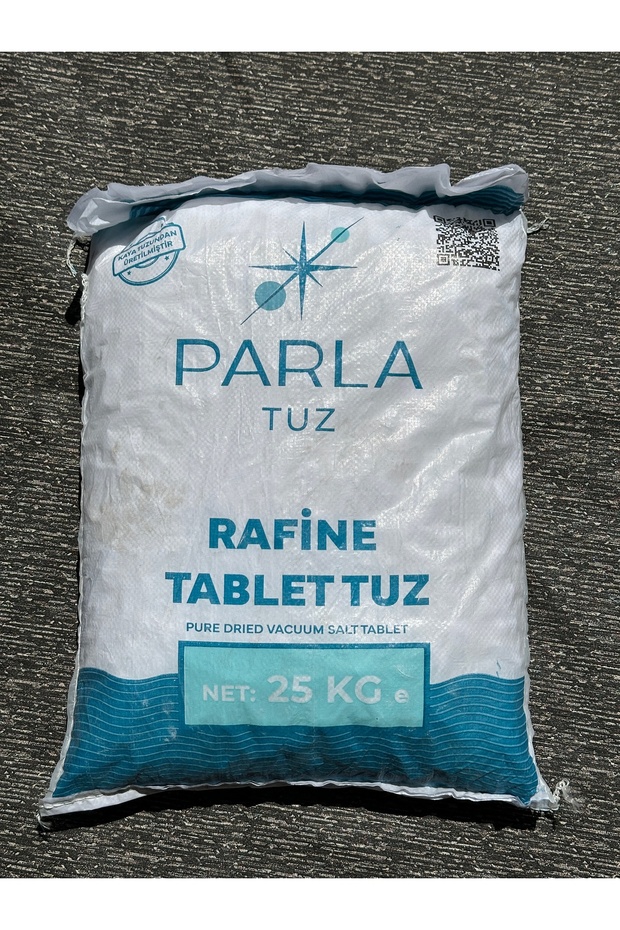 KAYA TUZUNDAN
ÜRETİLMİŞTİR
PARLA
TUZ
RAFİNE
TABLET TUZ
PURE DRIED VACUUM SALT TABLET
NET: 25 KG e